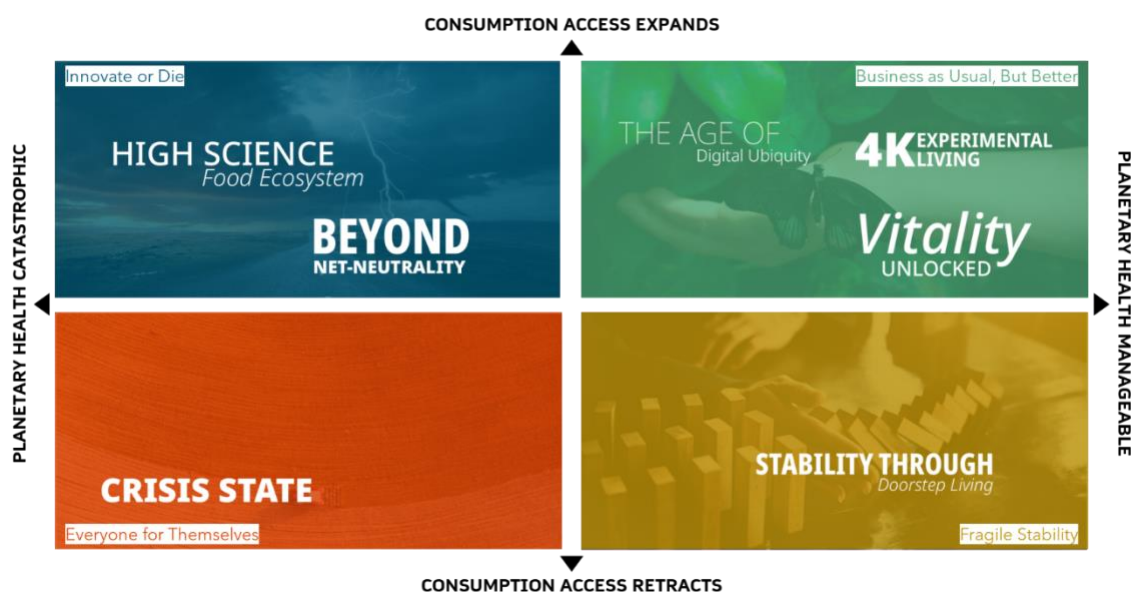 CONSUMPTION ACCESS EXPANDS
Innovate or Die
HIGH SCIENCE
Food Ecosystem
BEYOND
NET-NEUTRALITY
Business as Usual, But Better
THE AGE OF
Digital Ubiquity
4K EXPERIMENTAL
LIVING
Vitality
UNLOCKED
PLANETARY HEALTH CATASTROPHIC
PLANETARY HEALTH MANAGEABLE
CRISIS STATE
Everyone for Themselves
STABILITY THROUGH
Doorstep Living
Fragile Stability
CONSUMPTION ACCESS RETRACTS